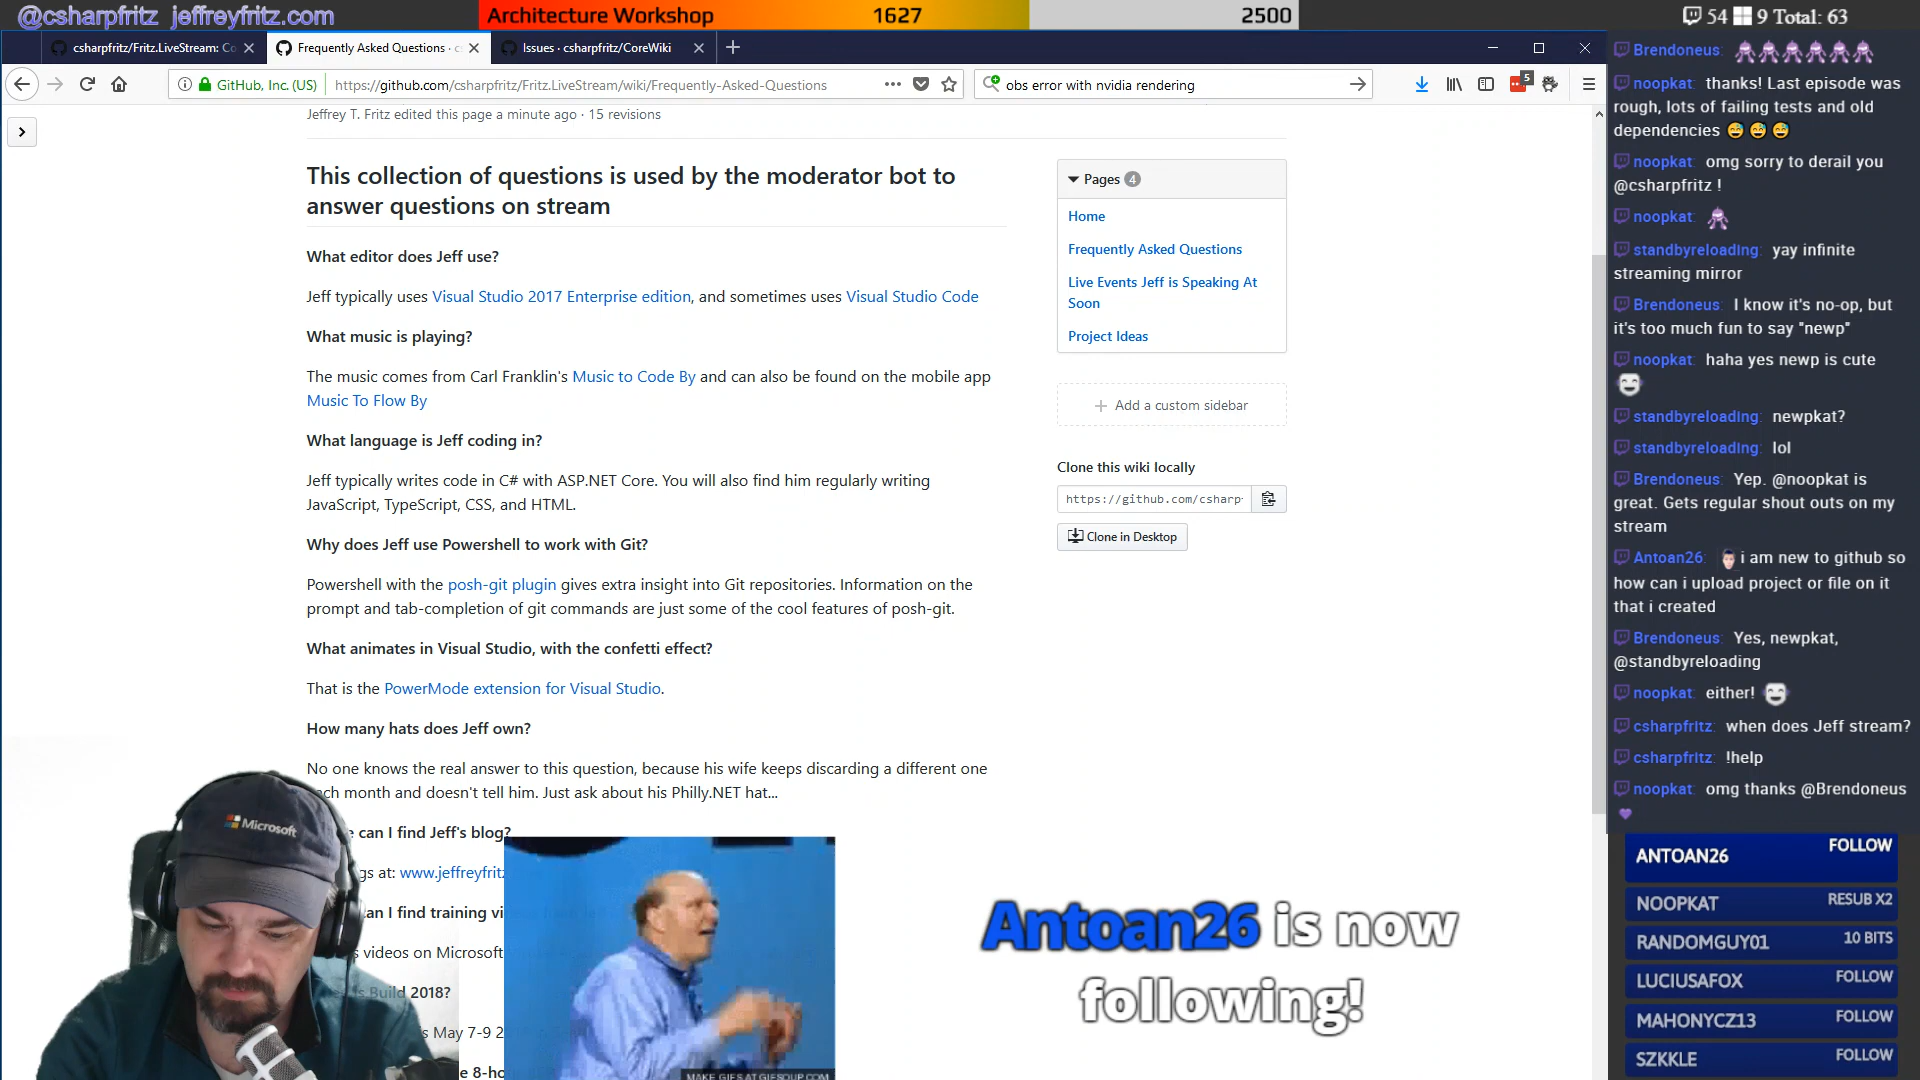 @csharpfritz jeffreyfritz.com
Architecture Workshop 1627 2500
54 9 Total: 63
csharpfritz/Fritz.LiveStream: Co
Frequently Asked Questions · cs
Issues · csharpfritz/CoreWiki
GitHub, Inc. (US)
https://github.com/csharpfritz/Fritz.LiveStream/wiki/Frequently-Asked-Questions
obs error with nvidia rendering
5
Jeffrey T. Fritz edited this page a minute ago · 15 revisions
This collection of questions is used by the moderator bot to
answer questions on stream
What editor does Jeff use?
Jeff typically uses Visual Studio 2017 Enterprise edition, and sometimes uses Visual Studio Code
What music is playing?
The music comes from Carl Franklin's Music to Code By and can also be found on the mobile app
Music To Flow By
What language is Jeff coding in?
Jeff typically writes code in C# with ASP.NET Core. You will also find him regularly writing
JavaScript, TypeScript, CSS, and HTML.
Why does Jeff use Powershell to work with Git?
Powershell with the posh-git plugin gives extra insight into Git repositories. Information on the
prompt and tab-completion of git commands are just some of the cool features of posh-git.
What animates in Visual Studio, with the confetti effect?
That is the PowerMode extension for Visual Studio.
How many hats does Jeff own?
No one knows the real answer to this question, because his wife keeps discarding a different one
month and doesn't tell him. Just ask about his Philly.NET hat...
can I find Jeff's blog?
gs at: www.jeffreyfritz
can I find training vi
s videos on Microsoft
Build 2018?
s May 7-9
e 8-ho
Microsoft
MAKE GIFS AT GIFSOUP.COM
Pages 4
Home
Frequently Asked Questions
Live Events Jeff is Speaking At
Soon
Project Ideas
Add a custom sidebar
Clone this wiki locally
https://github.com/csharp
Clone in Desktop
Antoan26 is now
following!
Brendoneus:
noopkat: thanks! Last episode was
rough, lots of failing tests and old
dependencies
noopkat: omg sorry to derail you
@csharpfritz !
noopkat:
standbyreloading: yay infinite
streaming mirror
Brendoneus: I know it's no-op, but
it's too much fun to say "newp"
noopkat: haha yes newp is cute
standbyreloading: newpkat?
standbyreloading: lol
Brendoneus: Yep. @noopkat is
great. Gets regular shout outs on my
stream
Antoan26: i am new to github so
how can i upload project or file on it
that i created
Brendoneus: Yes, newpkat,
@standbyreloading
noopkat: either!
csharpfritz: when does Jeff stream?
csharpfritz: !help
noopkat: omg thanks @Brendoneus
ANTOAN26 FOLLOW
NOOPKAT RESUB X2
RANDOMGUY01 10 BITS
LUCIUSAFOX FOLLOW
MAHONYCZ13 FOLLOW
SZKKLE FOLLOW